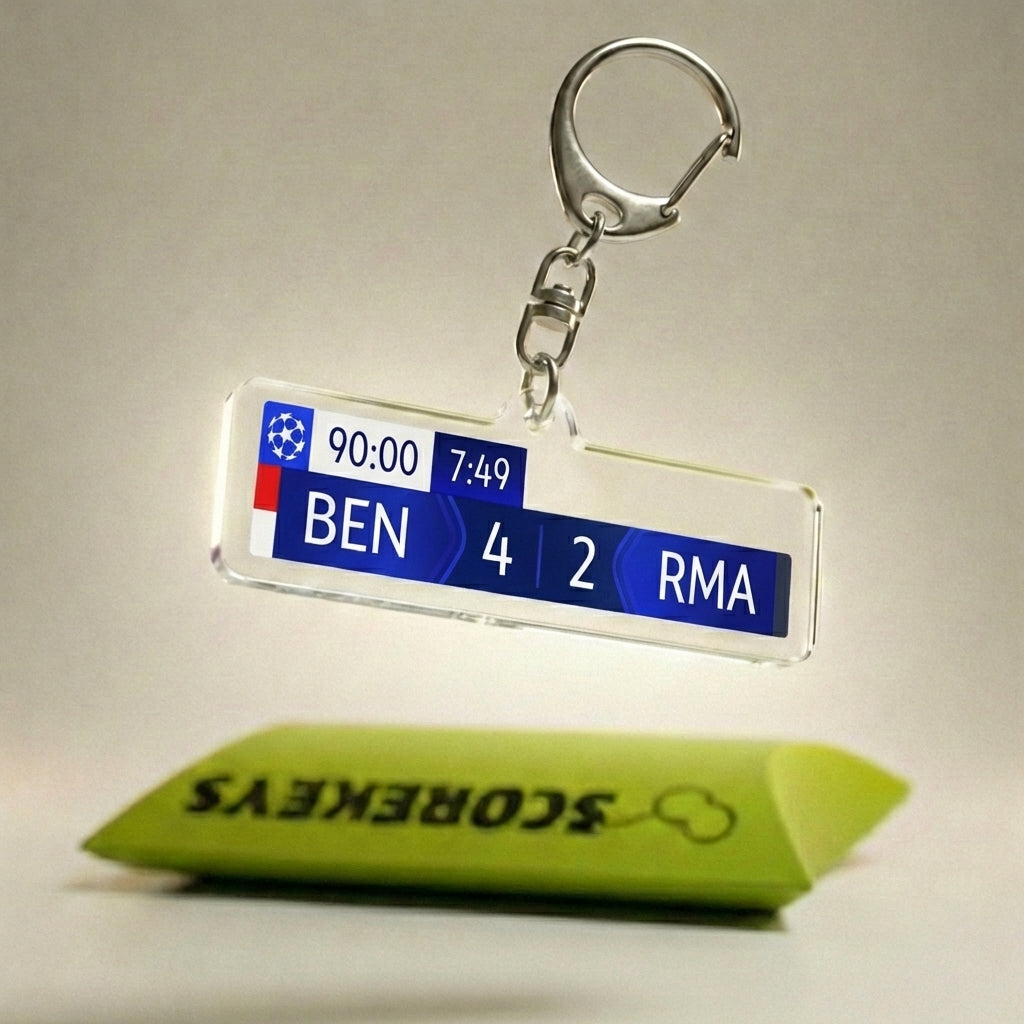 90:00 7:49
BEN 4 2 RMA
SCOREKEYS